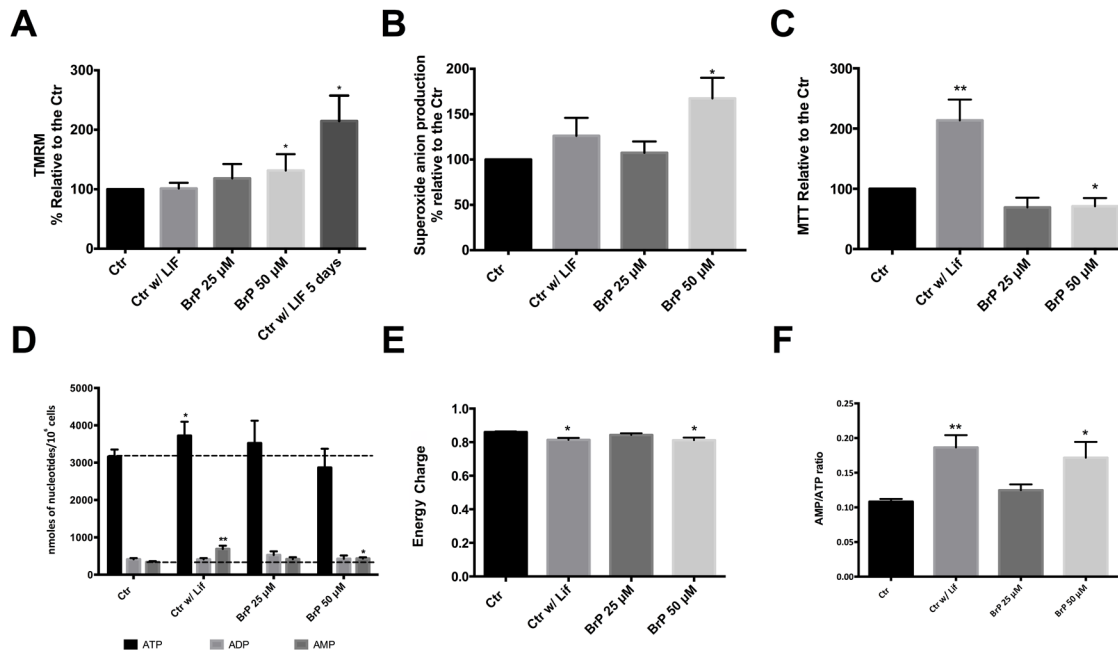 A
TMRM
% Relative to the Ctr
300
200
100
0
Ctr
Ctr w/ LIF
BrP 25 µM
BrP 50 µM
Ctr w/ LIF 5 days
*
*
B
Superoxide anion production
% relative to the Ctr
200
150
100
50
0
Ctr
Ctr w/ LIF
BrP 25 µM
BrP 50 µM
*
C
MTT Relative to the Ctr
300
200
100
0
Ctr
Ctr w/ Lif
BrP 25 µM
BrP 50 µM
**
*
D
nmoles of nucleotides/10⁶ cells
5000
4000
3000
2000
1000
0
Ctr
Ctr w/ Lif
BrP 25 µM
BrP 50 µM
*
**
*
ATP
ADP
AMP
E
Energy Charge
1.0
0.8
0.6
0.4
0.2
0.0
Ctr
Ctr w/ Lif
BrP 25 µM
BrP 50 µM
*
*
F
AMP/ATP ratio
0.25
0.20
0.15
0.10
0.05
0.00
Ctr
Ctr w/ Lif
BrP 25 µM
BrP 50 µM
**
*